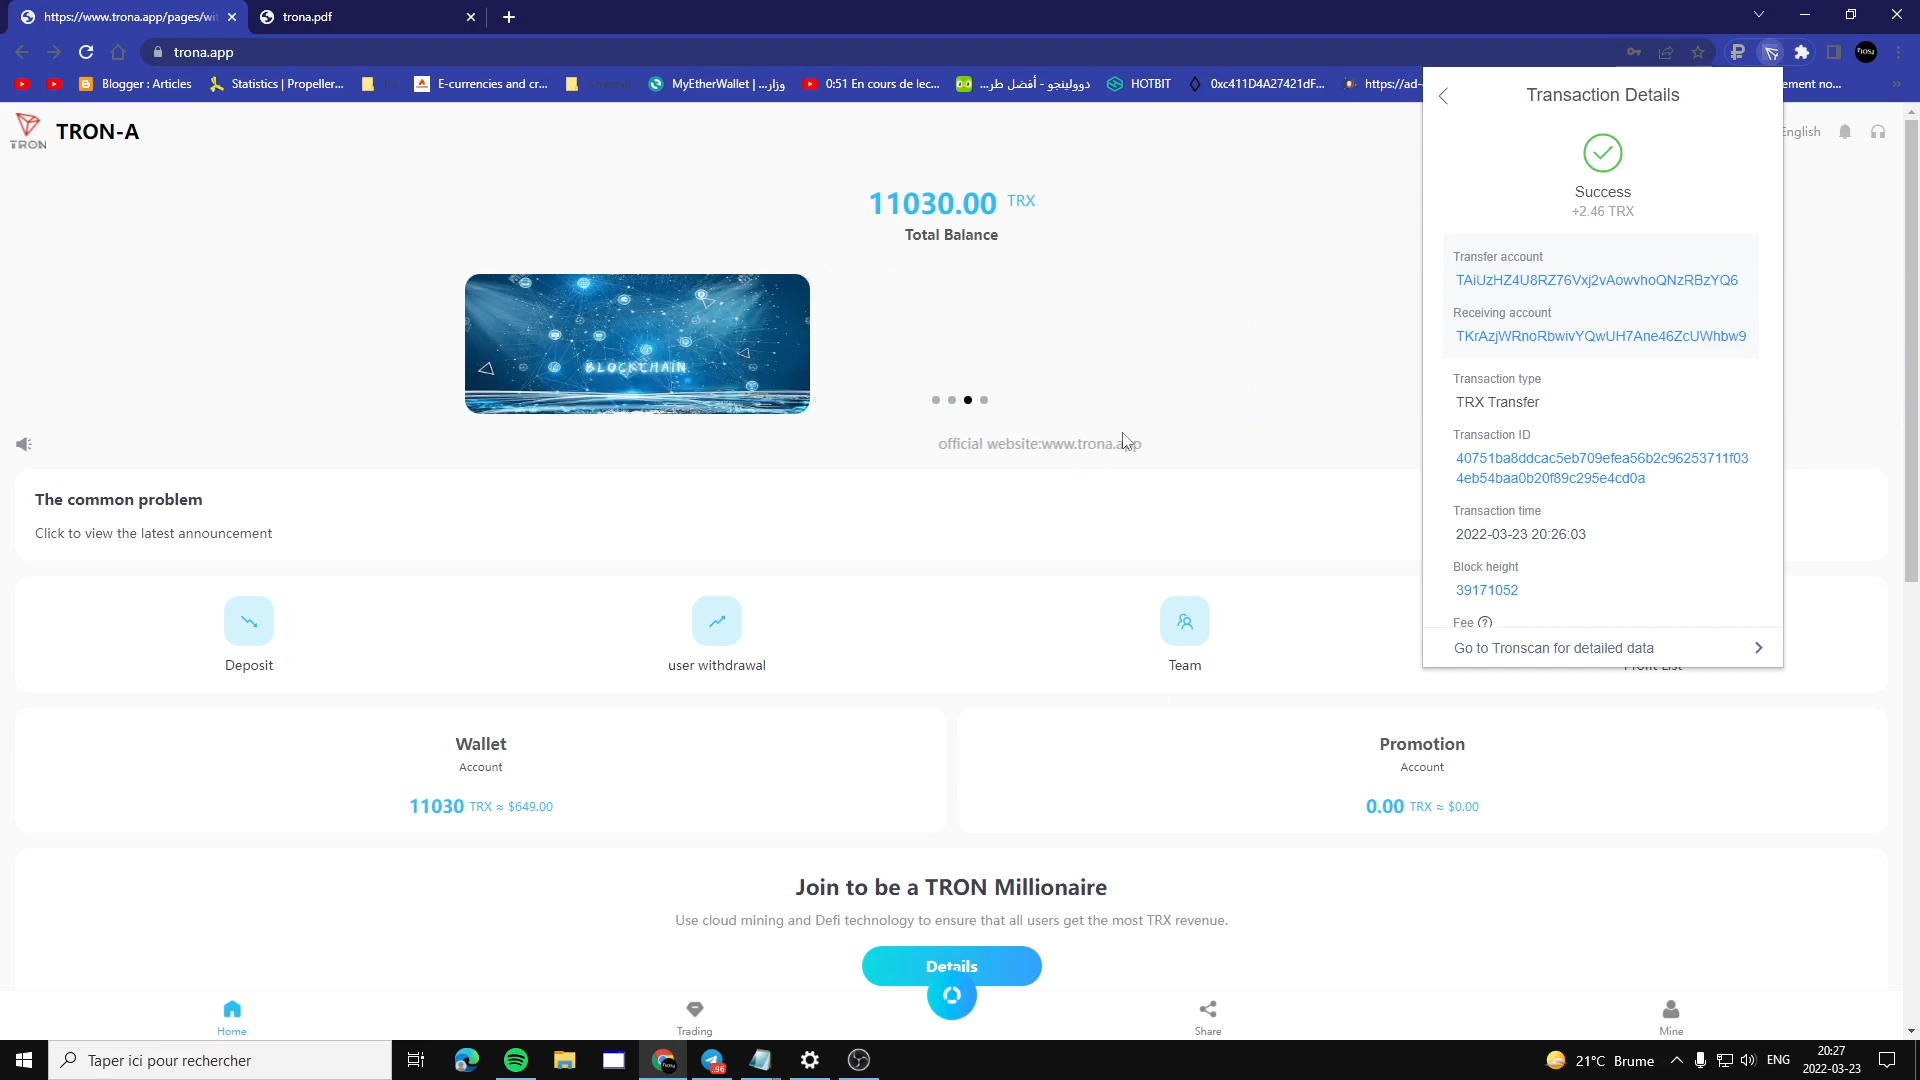 https://www.trona.app/pages/wit
trona.pdf
trona.app
Blogger : Articles
Statistics | Propeller...
E-currencies and cr...
Channel
MyEtherWallet | ...وزار
0:51 En cours de lec...
دوولينجو - أفضل طر...
HOTBIT
0xc411D4A27421dF...
https://ad-
ement no...
TRON
TRON-A
English
11030.00 TRX
Total Balance
BLOCKCHAIN
official website:www.trona.app
The common problem
Click to view the latest announcement
Deposit
user withdrawal
Team
Profit List
Wallet
Account
11030 TRX ≈ $649.00
Promotion
Account
0.00 TRX ≈ $0.00
Join to be a TRON Millionaire
Use cloud mining and Defi technology to ensure that all users get the most TRX revenue.
Details
Home
Trading
Share
Mine
Transaction Details
Success
+2.46 TRX
Transfer account
TAiUzHZ4U8RZ76Vxj2vAowvhoQNzRBzYQ6
Receiving account
TKrAzjWRnoRbwivYQwUH7Ane46ZcUWhbw9
Transaction type
TRX Transfer
Transaction ID
40751ba8ddcac5eb709efea56b2c96253711f03
4eb54baa0b20f89c295e4cd0a
Transaction time
2022-03-23 20:26:03
Block height
39171052
Fee ?
Go to Tronscan for detailed data
Taper ici pour rechercher
96
21°C Brume
ENG
20:27
2022-03-23